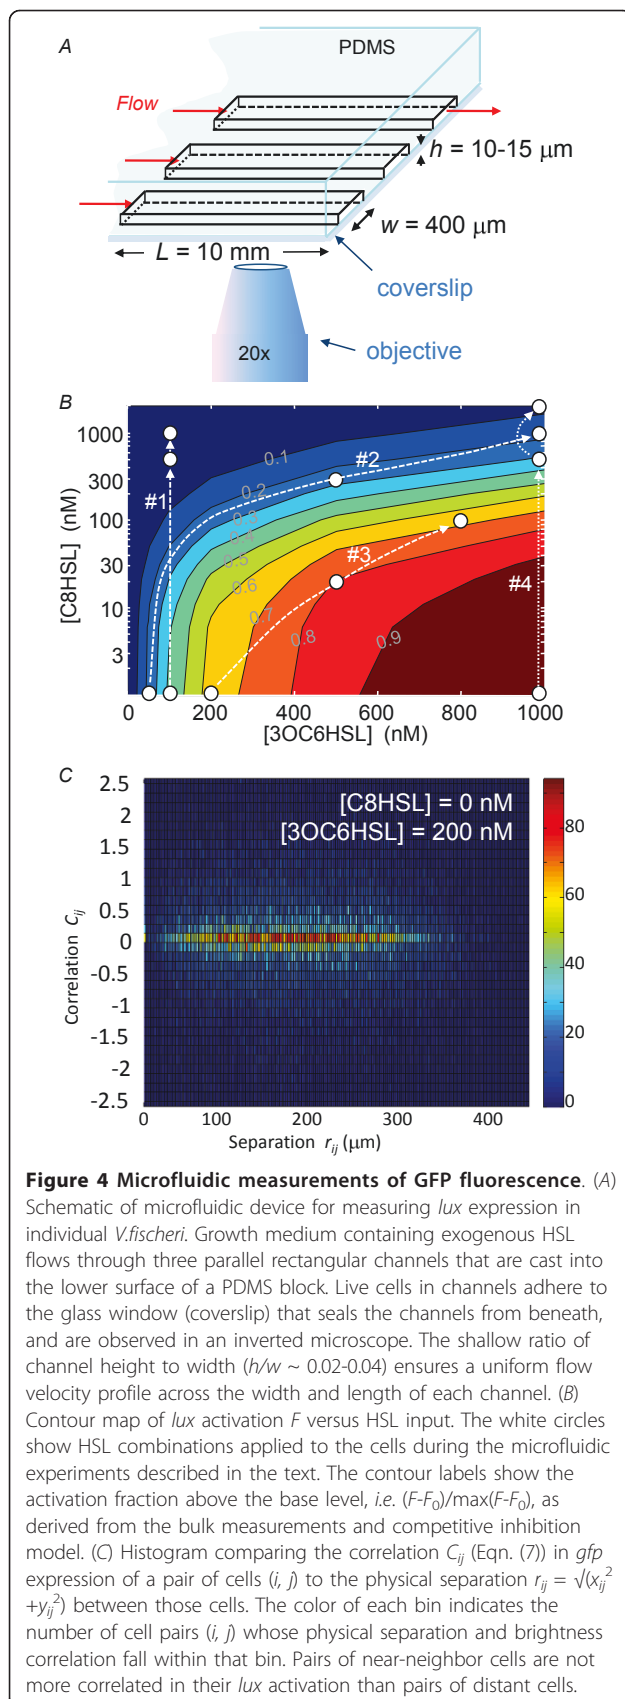 A
PDMS
Flow
h = 10-15 μm
w = 400 μm
L = 10 mm
coverslip
20x
objective
B
1000
300
100
30
10
3
[C8HSL] (nM)
#1
#2
#3
#4
0.1
0.2
0.3
0.4
0.5
0.6
0.7
0.8
0.9
0 200 400 600 800 1000
[3OC6HSL] (nM)
C
[C8HSL] = 0 nM
[3OC6HSL] = 200 nM
2.5
2
1.5
1
0.5
0
-0.5
-1
-1.5
-2
-2.5
Correlation Cij
0 100 200 300 400
Separation rij (μm)
80
60
40
20
0
Figure 4 Microfluidic measurements of GFP fluorescence. (A)
Schematic of microfluidic device for measuring lux expression in
individual V.fischeri. Growth medium containing exogenous HSL
flows through three parallel rectangular channels that are cast into
the lower surface of a PDMS block. Live cells in channels adhere to
the glass window (coverslip) that seals the channels from beneath,
and are observed in an inverted microscope. The shallow ratio of
channel height to width (h/w ~ 0.02-0.04) ensures a uniform flow
velocity profile across the width and length of each channel. (B)
Contour map of lux activation F versus HSL input. The white circles
show HSL combinations applied to the cells during the microfluidic
experiments described in the text. The contour labels show the
activation fraction above the base level, i.e. (F-F0)/max(F-F0), as
derived from the bulk measurements and competitive inhibition
model. (C) Histogram comparing the correlation Cij (Eqn. (7)) in gfp
expression of a pair of cells (i, j) to the physical separation rij = √(xij²
+yij²) between those cells. The color of each bin indicates the
number of cell pairs (i, j) whose physical separation and brightness
correlation fall within that bin. Pairs of near-neighbor cells are not
more correlated in their lux activation than pairs of distant cells.